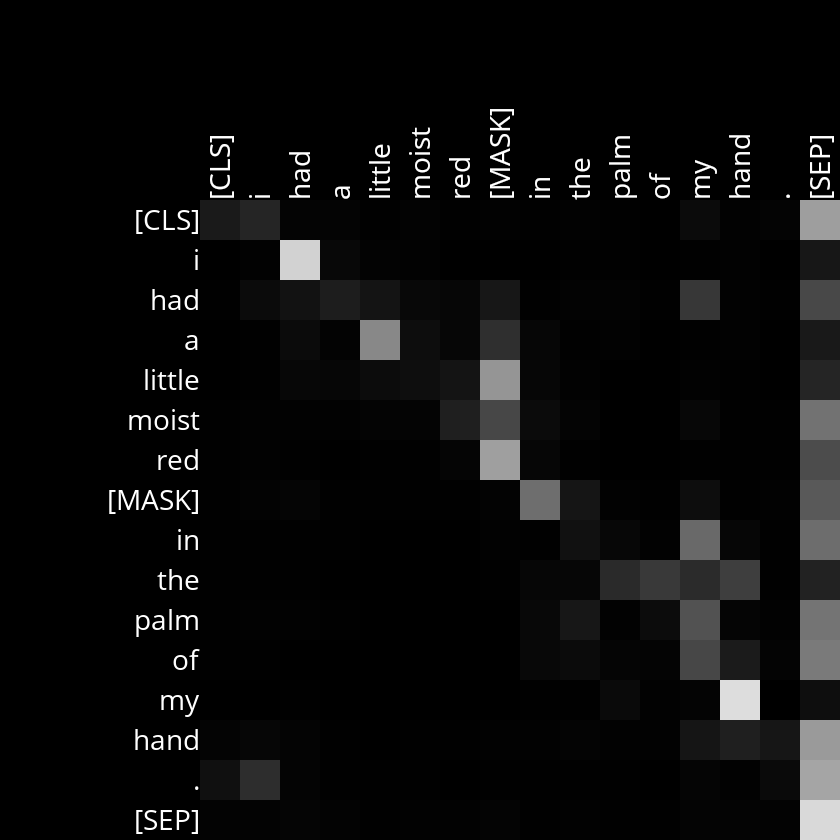 [CLS] i had a little moist red [MASK] in the palm of my hand . [SEP]
[CLS]
i
had
a
little
moist
red
[MASK]
in
the
palm
of
my
hand
.
[SEP]